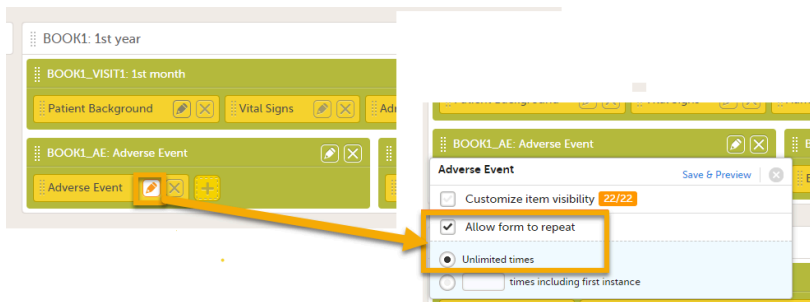 BOOK1: 1st year
BOOK1_VISIT1: 1st month
Patient Background
Vital Signs
BOOK1_AE: Adverse Event
Adverse Event
BOOK1_AE: Adverse Event
Adverse Event
Save & Preview
Customize item visibility 22/22
Allow form to repeat
Unlimited times
times including first instance